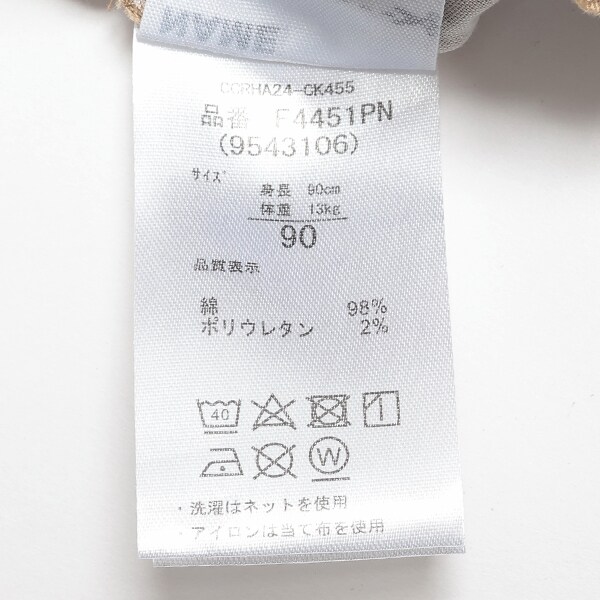 CCRHA24-CK455
品番 F4451PN
(9543106)
サイズ
身長 90cm
体重 13kg
90
品質表示
綿 98%
ポリウレタン 2%
40
W
・洗濯はネットを使用
・アイロンは当て布を使用